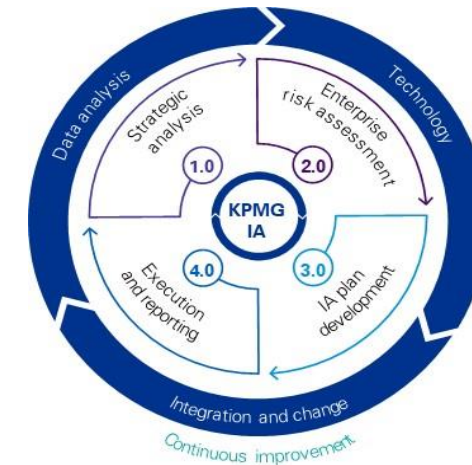 Data analysis
Technology
Strategic
analysis
1.0
Enterprise
risk assessment
2.0
KPMG
IA
4.0
Execution
and reporting
3.0
IA plan
development
Integration and change
Continuous improvement